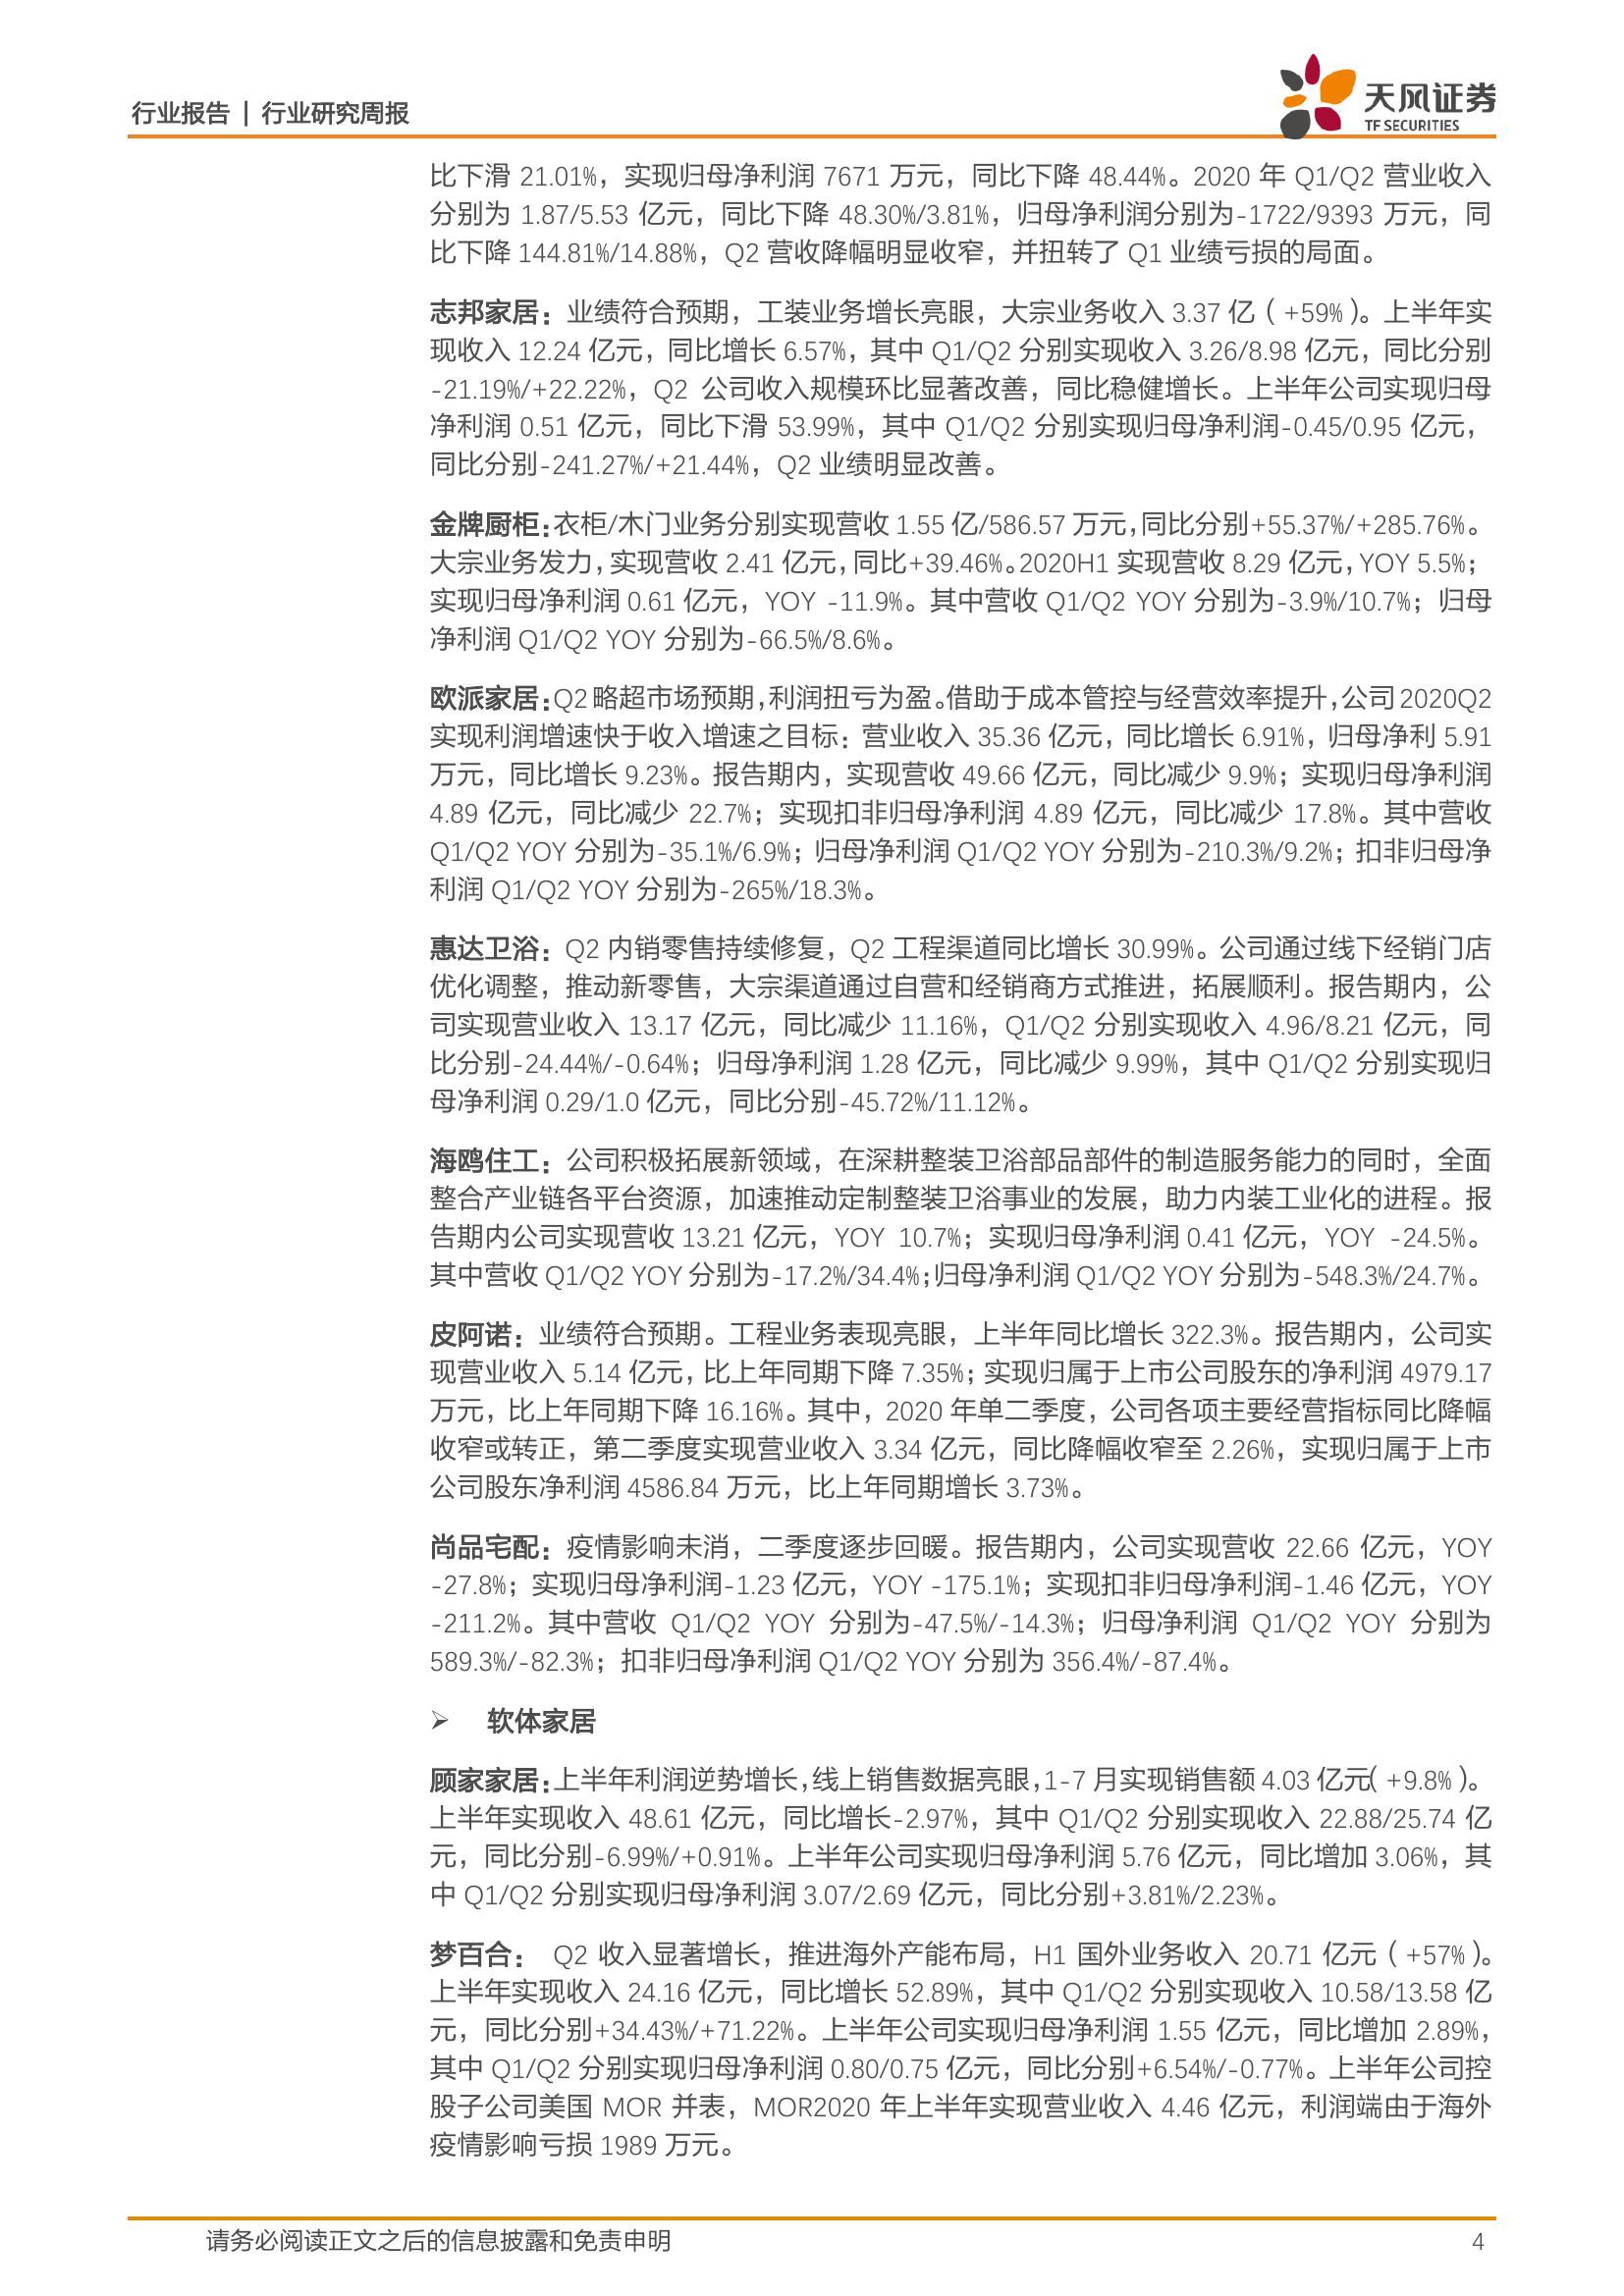 行业报告 | 行业研究周报
天风证券
TF SECURITIES
比下滑 21.01%，实现归母净利润 7671 万元，同比下降 48.44%。2020 年 Q1/Q2 营业收入
分别为 1.87/5.53 亿元，同比下降 48.30%/3.81%，归母净利润分别为-1722/9393 万元，同
比下降 144.81%/14.88%，Q2 营收降幅明显收窄，并扭转了 Q1 业绩亏损的局面。
志邦家居：业绩符合预期，工装业务增长亮眼，大宗业务收入 3.37 亿（+59%）。上半年实
现收入 12.24 亿元，同比增长 6.57%，其中 Q1/Q2 分别实现收入 3.26/8.98 亿元，同比分别
-21.19%/+22.22%，Q2 公司收入规模环比显著改善，同比稳健增长。上半年公司实现归母
净利润 0.51 亿元，同比下滑 53.99%，其中 Q1/Q2 分别实现归母净利润-0.45/0.95 亿元，
同比分别-241.27%/+21.44%，Q2 业绩明显改善。
金牌厨柜：衣柜/木门业务分别实现营收 1.55 亿/586.57 万元，同比分别+55.37%/+285.76%。
大宗业务发力，实现营收 2.41 亿元，同比+39.46%。2020H1 实现营收 8.29 亿元，YOY 5.5%；
实现归母净利润 0.61 亿元，YOY -11.9%。其中营收 Q1/Q2 YOY 分别为-3.9%/10.7%；归母
净利润 Q1/Q2 YOY 分别为-66.5%/8.6%。
欧派家居：Q2 略超市场预期，利润扭亏为盈。借助于成本管控与经营效率提升，公司 2020Q2
实现利润增速快于收入增速之目标：营业收入 35.36 亿元，同比增长 6.91%，归母净利 5.91
万元，同比增长 9.23%。报告期内，实现营收 49.66 亿元，同比减少 9.9%；实现归母净利润
4.89 亿元，同比减少 22.7%；实现扣非归母净利润 4.89 亿元，同比减少 17.8%。其中营收
Q1/Q2 YOY 分别为-35.1%/6.9%；归母净利润 Q1/Q2 YOY 分别为-210.3%/9.2%；扣非归母净
利润 Q1/Q2 YOY 分别为-265%/18.3%。
惠达卫浴：Q2 内销零售持续修复，Q2 工程渠道同比增长 30.99%。公司通过线下经销门店
优化调整，推动新零售，大宗渠道通过自营和经销商方式推进，拓展顺利。报告期内，公
司实现营业收入 13.17 亿元，同比减少 11.16%，Q1/Q2 分别实现收入 4.96/8.21 亿元，同
比分别-24.44%/-0.64%；归母净利润 1.28 亿元，同比减少 9.99%，其中 Q1/Q2 分别实现归
母净利润 0.29/1.0 亿元，同比分别-45.72%/11.12%。
海鸥住工：公司积极拓展新领域，在深耕整装卫浴部品部件的制造服务能力的同时，全面
整合产业链各平台资源，加速推动定制整装卫浴事业的发展，助力内装工业化的进程。报
告期内公司实现营收 13.21 亿元，YOY 10.7%；实现归母净利润 0.41 亿元，YOY -24.5%。
其中营收 Q1/Q2 YOY 分别为-17.2%/34.4%；归母净利润 Q1/Q2 YOY 分别为-548.3%/24.7%。
皮阿诺：业绩符合预期。工程业务表现亮眼，上半年同比增长 322.3%。报告期内，公司实
现营业收入 5.14 亿元，比上年同期下降 7.35%；实现归属于上市公司股东的净利润 4979.17
万元，比上年同期下降 16.16%。其中，2020 年单二季度，公司各项主要经营指标同比降幅
收窄或转正，第二季度实现营业收入 3.34 亿元，同比降幅收窄至 2.26%，实现归属于上市
公司股东净利润 4586.84 万元，比上年同期增长 3.73%。
尚品宅配：疫情影响未消，二季度逐步回暖。报告期内，公司实现营收 22.66 亿元，YOY
-27.8%；实现归母净利润-1.23 亿元，YOY -175.1%；实现扣非归母净利润-1.46 亿元，YOY
-211.2%。其中营收 Q1/Q2 YOY 分别为-47.5%/-14.3%；归母净利润 Q1/Q2 YOY 分别为
589.3%/-82.3%；扣非归母净利润 Q1/Q2 YOY 分别为 356.4%/-87.4%。
➢ 软体家居
顾家家居：上半年利润逆势增长，线上销售数据亮眼，1-7 月实现销售额 4.03 亿元（+9.8%）。
上半年实现收入 48.61 亿元，同比增长-2.97%，其中 Q1/Q2 分别实现收入 22.88/25.74 亿
元，同比分别-6.99%/+0.91%。上半年公司实现归母净利润 5.76 亿元，同比增加 3.06%，其
中 Q1/Q2 分别实现归母净利润 3.07/2.69 亿元，同比分别+3.81%/2.23%。
梦百合： Q2 收入显著增长，推进海外产能布局，H1 国外业务收入 20.71 亿元（+57%）。
上半年实现收入 24.16 亿元，同比增长 52.89%，其中 Q1/Q2 分别实现收入 10.58/13.58 亿
元，同比分别+34.43%/+71.22%。上半年公司实现归母净利润 1.55 亿元，同比增加 2.89%，
其中 Q1/Q2 分别实现归母净利润 0.80/0.75 亿元，同比分别+6.54%/-0.77%。上半年公司控
股子公司美国 MOR 并表，MOR2020 年上半年实现营业收入 4.46 亿元，利润端由于海外
疫情影响亏损 1989 万元。
请务必阅读正文之后的信息披露和免责申明
4